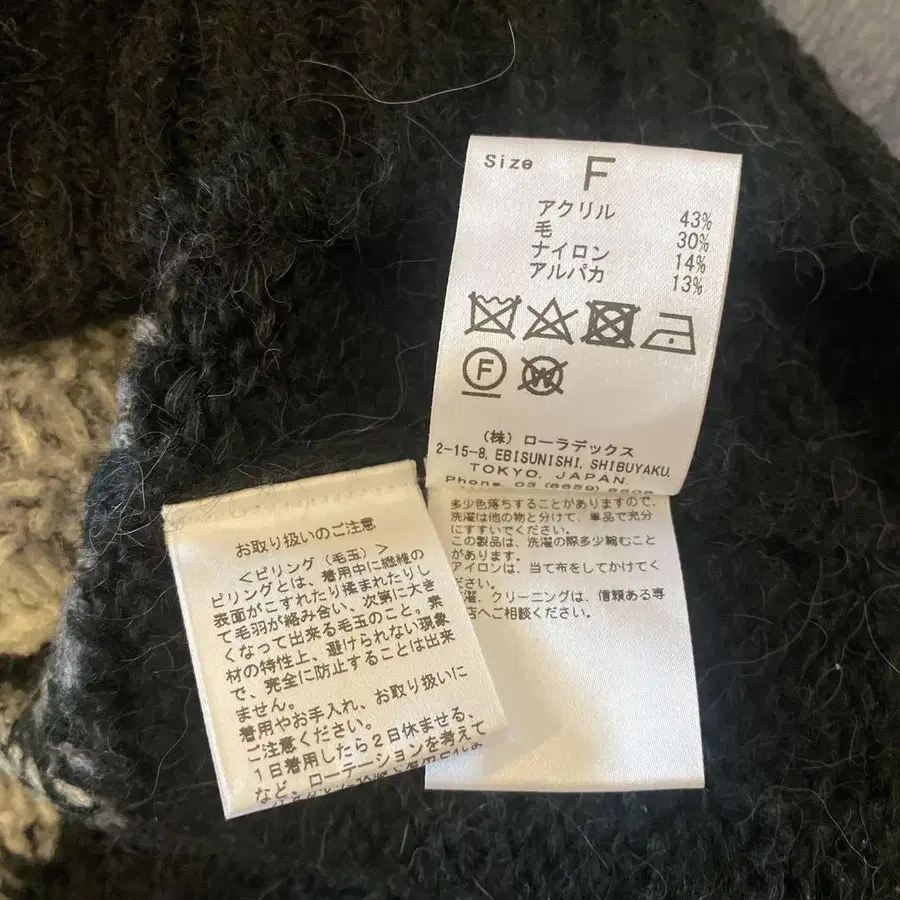 Size F
アクリル 43%
毛 30%
ナイロン 14%
アルパカ 13%
F
W
(株) ローラデックス
2-15-8, EBISUNISHI, SHIBUYAKU,
TOKYO, JAPAN.
Phone 03
多少色落ちすることがありますので、
洗濯は他の物と分けて、単品で充分
にすすいでください。
この製品は、洗濯の際多少縮むこと
があります。
アイロンは、当て布をしてかけてく
ださい。
濯、クリーニングは、信頼ある専
店へご相談ください。
お取り扱いのご注意
<ピリング (毛玉) >
ピリングとは、着用中に繊維の
表面がこすれたり揉まれたりし
て毛羽が絡み合い、次第に大き
くなって出来る毛玉のこと。素
材の特性上、避けられない現象
で、完全に防止することは出来
ません。
着用やお手入れ、お取り扱いに
ご注意ください。
1日着用したら2日休ませる、
など、ローテーションを考えて